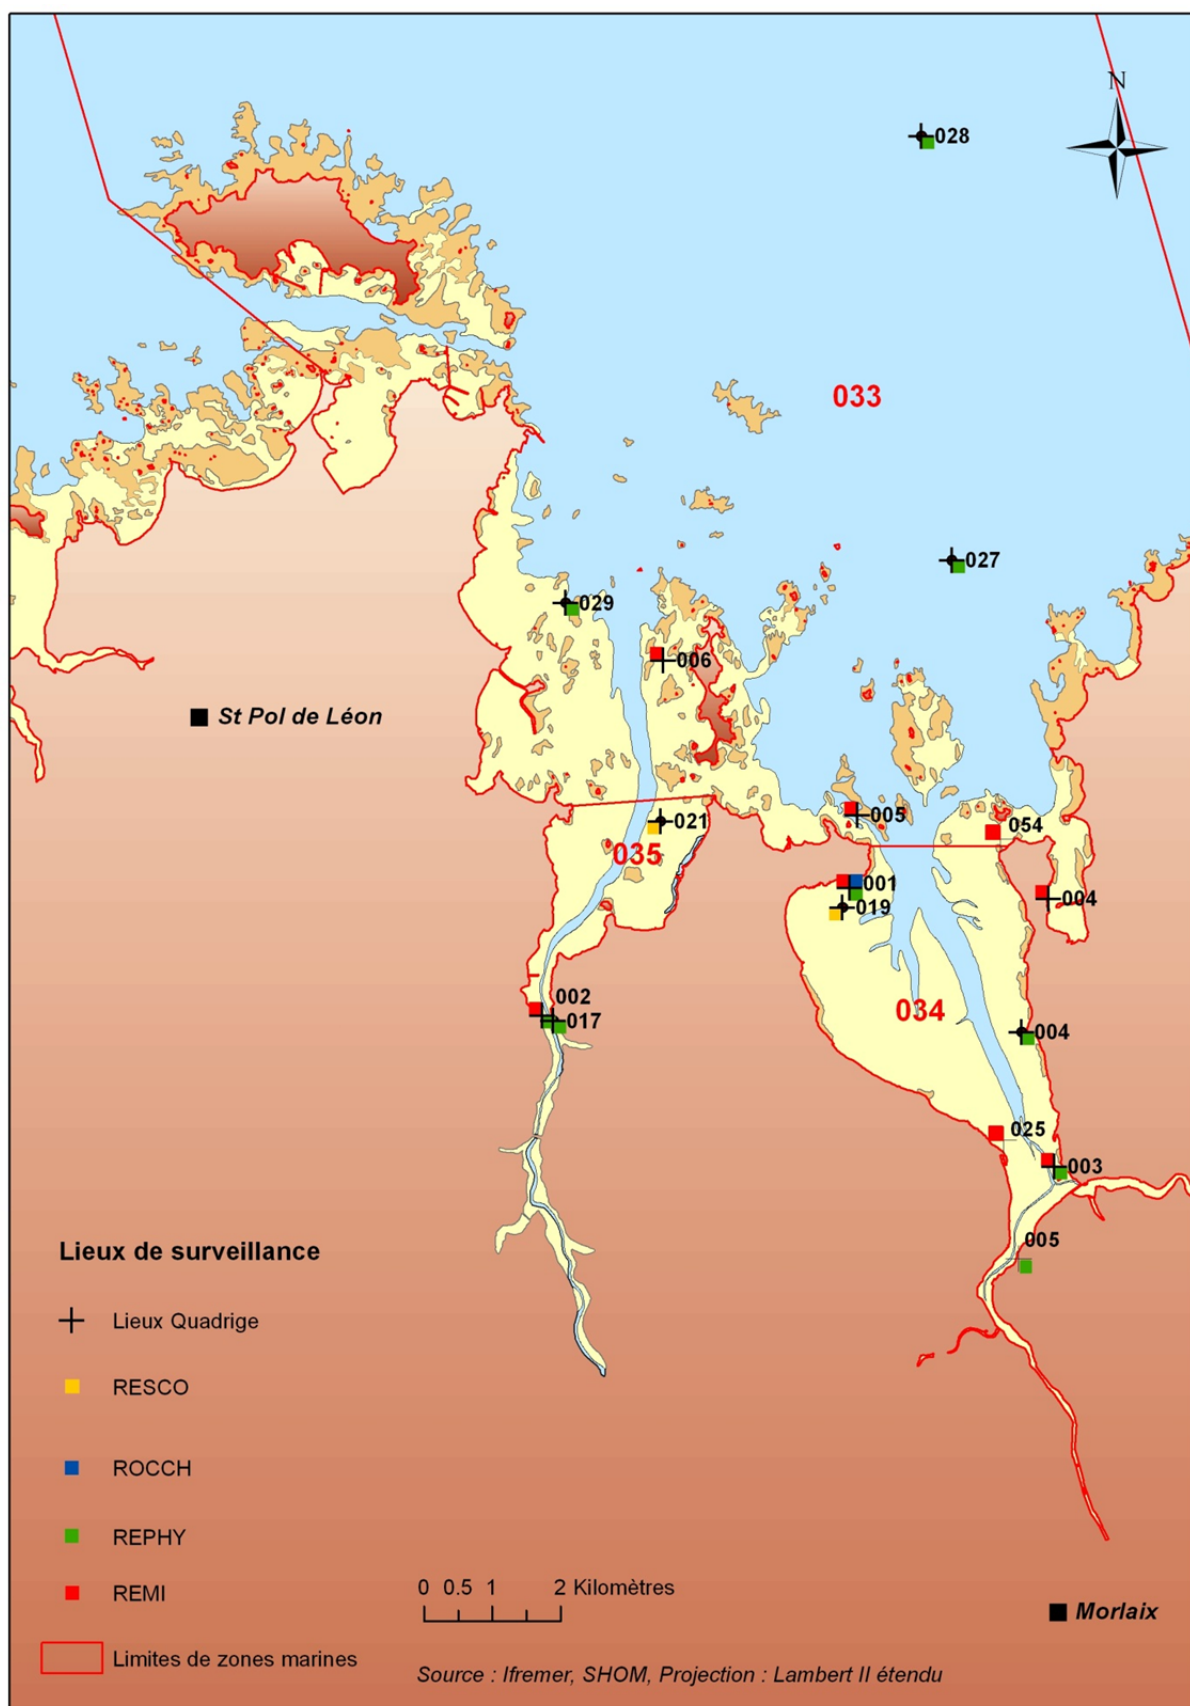 N
028
033
027
029
006
St Pol de Léon
021
005
054
035
001
004
019
002
034
017
004
025
003
005
Lieux de surveillance
Lieux Quadrige
RESCO
ROCCH
REPHY
REMI
0 0.5 1 2 Kilomètres
Morlaix
Limites de zones marines
Source : Ifremer, SHOM, Projection : Lambert II étendu